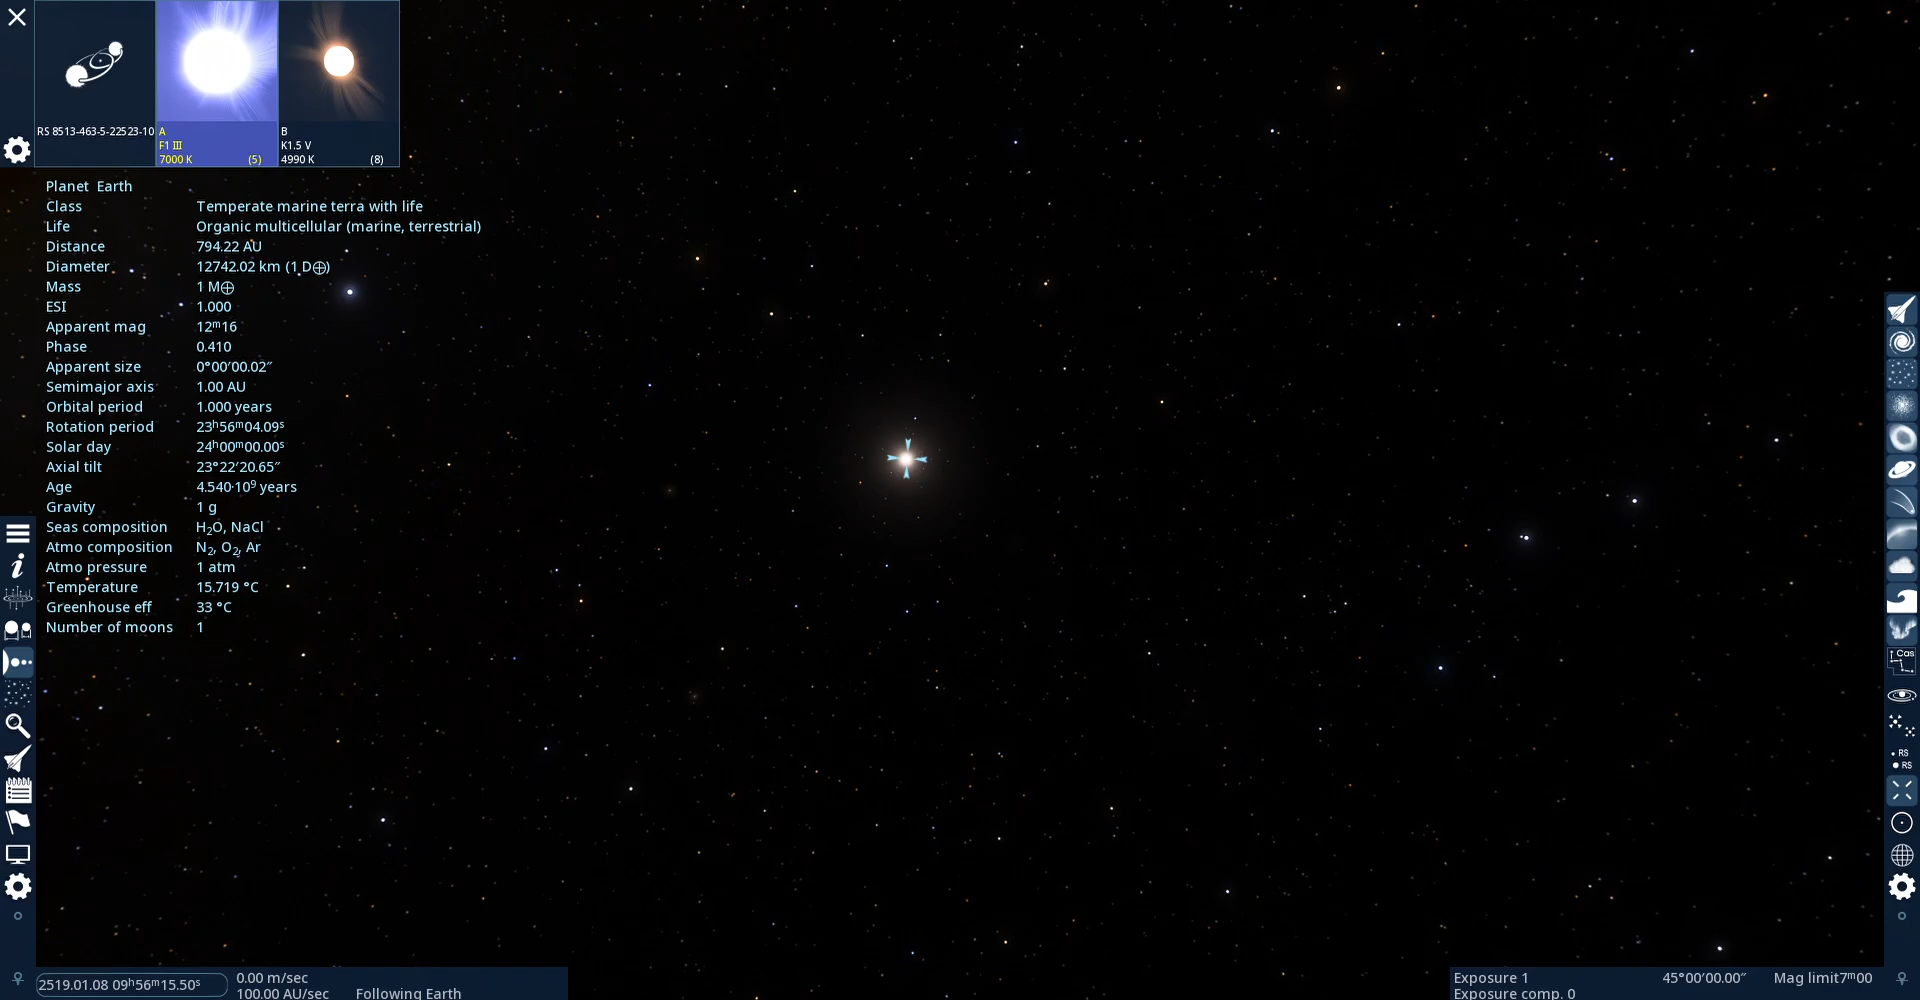 RS 8513-463-5-22523-10
A
F1 III
7000 K (5)
B
K1.5 V
4990 K (8)
Planet Earth
Class Temperate marine terra with life
Life Organic multicellular (marine, terrestrial)
Distance 794.22 AU
Diameter 12742.02 km (1 D⊕)
Mass 1 M⊕
ESI 1.000
Apparent mag 12ᵐ16
Phase 0.410
Apparent size 0°00′00.02″
Semimajor axis 1.00 AU
Orbital period 1.000 years
Rotation period 23ʰ56ᵐ04.09ˢ
Solar day 24ʰ00ᵐ00.00ˢ
Axial tilt 23°22′20.65″
Age 4.540·10⁹ years
Gravity 1 g
Seas composition H₂O, NaCl
Atmo composition N₂, O₂, Ar
Atmo pressure 1 atm
Temperature 15.719 °C
Greenhouse eff 33 °C
Number of moons 1
Cas
RS
RS
2519.01.08 09ʰ56ᵐ15.50ˢ
0.00 m/sec
100.00 AU/sec Following Earth
Exposure 1 45°00′00.00″ Mag limit7ᵐ00
Exposure comp. 0